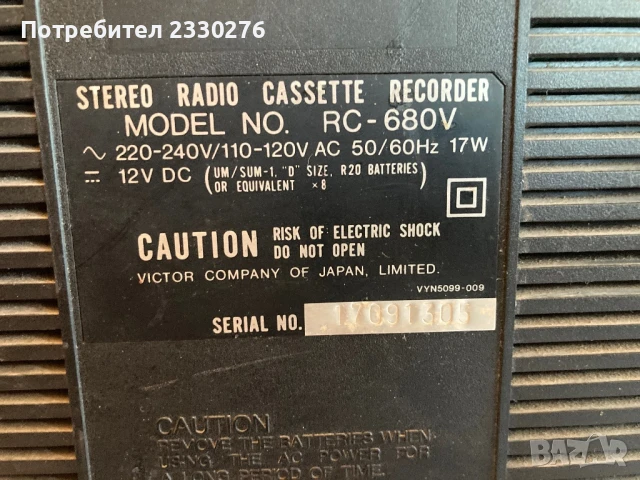 Потребител 2330276
STEREO RADIO CASSETTE RECORDER
MODEL NO. RC-680V
∿ 220-240V/110-120V AC 50/60Hz 17W
⎓ 12V DC (UM/SUM-1, "D" SIZE, R20 BATTERIES OR EQUIVALENT ×8)
CAUTION RISK OF ELECTRIC SHOCK
DO NOT OPEN
VICTOR COMPANY OF JAPAN, LIMITED.
VYN5099-009
SERIAL NO.
CAUTION
REMOVE THE BATTERIES WHEN
USING THE AC POWER FOR
A LONG PERIOD OF TIME.
BAZAR